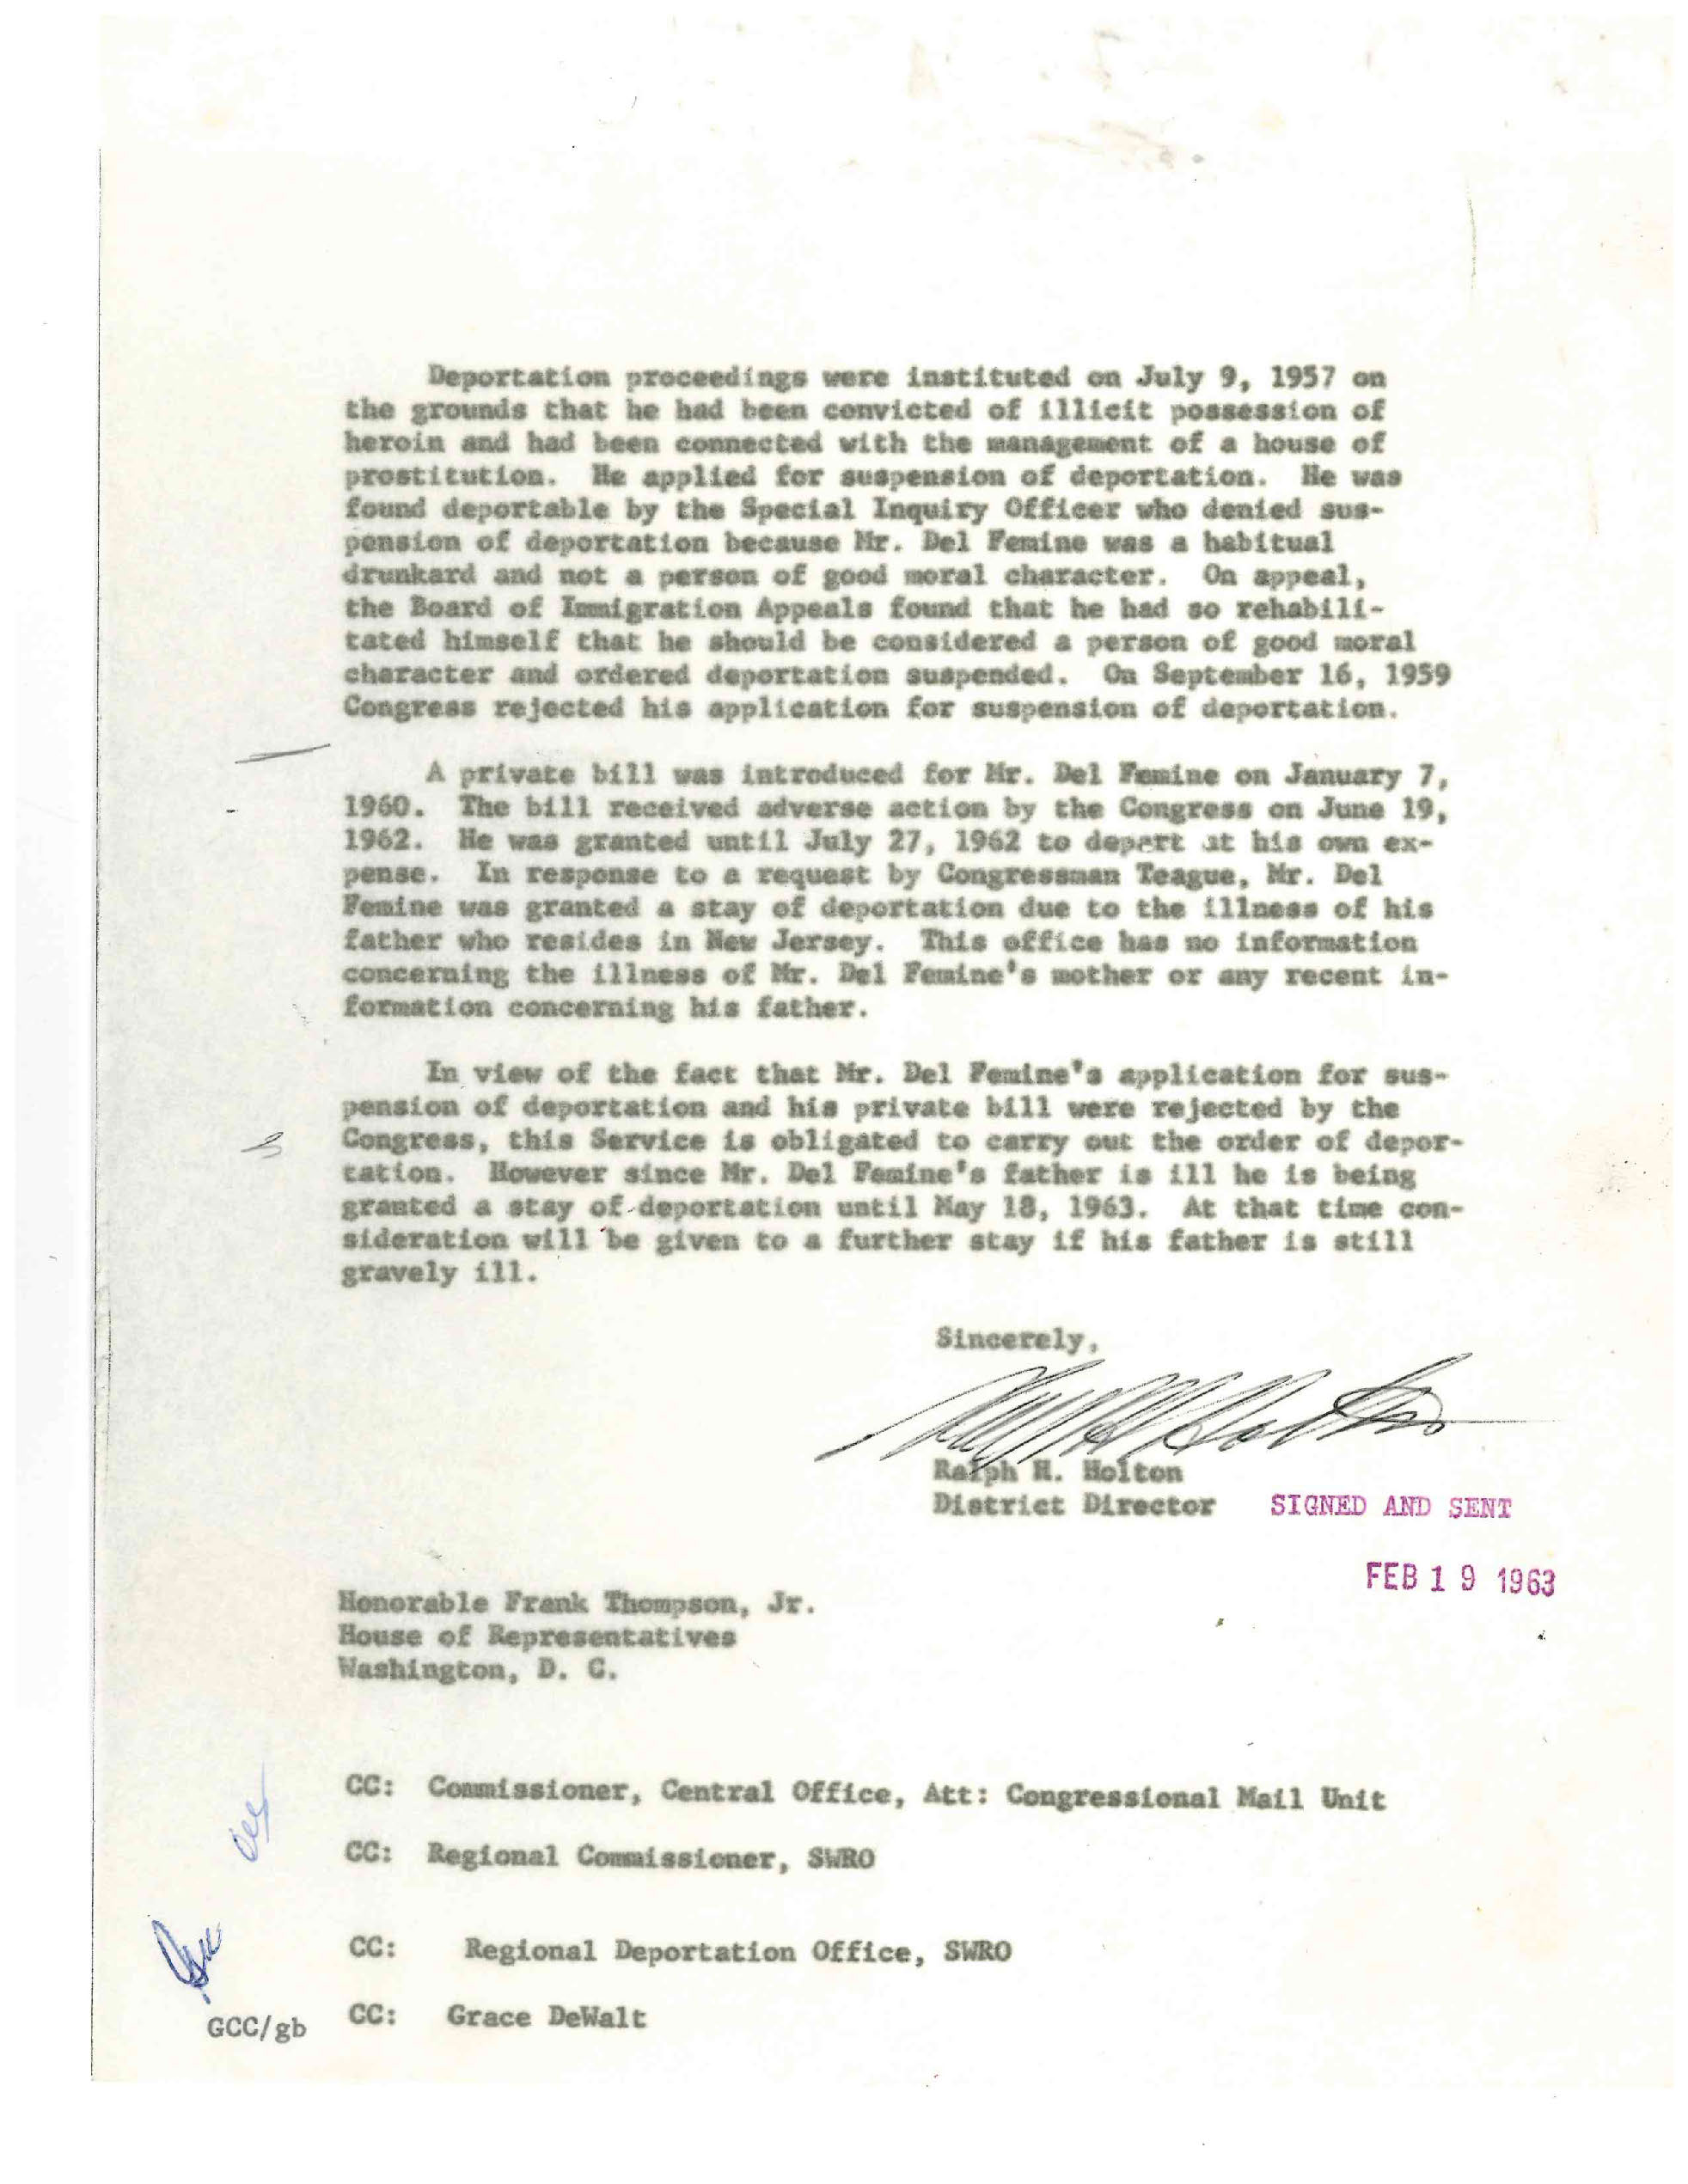 Deportation proceedings were instituted on July 9, 1957 on
the grounds that he had been convicted of illicit possession of
heroin and had been connected with the management of a house of
prostitution. He applied for suspension of deportation. He was
found deportable by the Special Inquiry Officer who denied sus-
pension of deportation because Mr. Del Femine was a habitual
drunkard and not a person of good moral character. On appeal,
the Board of Immigration Appeals found that he had so rehabili-
tated himself that he should be considered a person of good moral
character and ordered deportation suspended. On September 16, 1959
Congress rejected his application for suspension of deportation.
A private bill was introduced for Mr. Del Femine on January 7,
1960. The bill received adverse action by the Congress on June 19,
1962. He was granted until July 27, 1962 to depart at his own ex-
pense. In response to a request by Congressman Teague, Mr. Del
Femine was granted a stay of deportation due to the illness of his
father who resides in New Jersey. This office has no information
concerning the illness of Mr. Del Femine's mother or any recent in-
formation concerning his father.
In view of the fact that Mr. Del Femine's application for sus-
pension of deportation and his private bill were rejected by the
Congress, this Service is obligated to carry out the order of depor-
tation. However since Mr. Del Femine's father is ill he is being
granted a stay of deportation until May 18, 1963. At that time con-
sideration will be given to a further stay if his father is still
gravely ill.
Sincerely,
Ralph H. Holton
District Director SIGNED AND SENT
FEB 19 1963
Honorable Frank Thompson, Jr.
House of Representatives
Washington, D. C.
CC: Commissioner, Central Office, Att: Congressional Mail Unit
CC: Regional Commissioner, SWRO
CC: Regional Deportation Office, SWRO
GCC/gb CC: Grace DeWalt